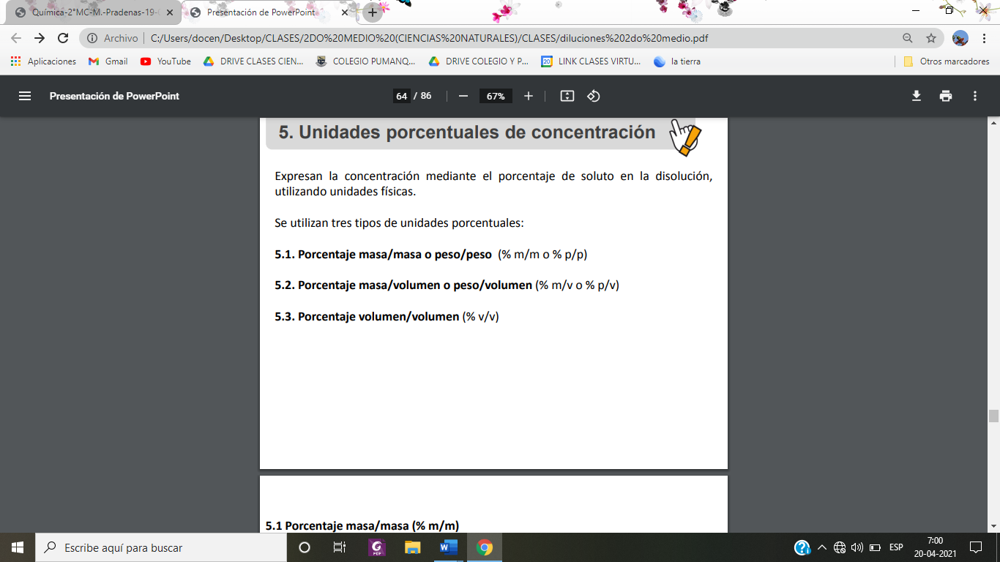 Química-2°MC-M.-Pradenas-19-
Presentación de PowerPoint
Archivo
C:/Users/docen/Desktop/CLASES/2DO%20MEDIO%20(CIENCIAS%20NATURALES)/CLASES/diluciones%202do%20medio.pdf
Aplicaciones
Gmail
YouTube
DRIVE CLASES CIEN...
COLEGIO PUMANQ...
DRIVE COLEGIO Y P...
20
LINK CLASES VIRTU...
la tierra
Otros marcadores
Presentación de PowerPoint
64 / 86
67%
5. Unidades porcentuales de concentración
Expresan la concentración mediante el porcentaje de soluto en la disolución,
utilizando unidades físicas.
Se utilizan tres tipos de unidades porcentuales:
5.1. Porcentaje masa/masa o peso/peso (% m/m o % p/p)
5.2. Porcentaje masa/volumen o peso/volumen (% m/v o % p/v)
5.3. Porcentaje volumen/volumen (% v/v)
5.1 Porcentaje masa/masa (% m/m)
Escribe aquí para buscar
ESP
7:00
20-04-2021